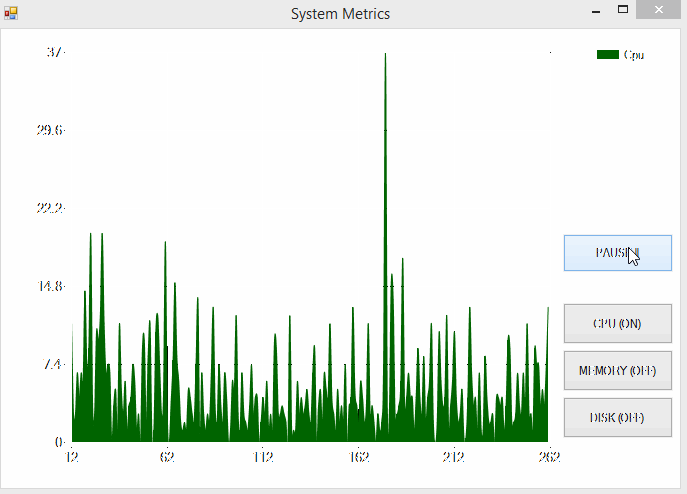 System Metrics
37
Cpu
29.6
22.2
14.8
7.4
0
12 62 112 162 212 262
CPU (ON)
MEMORY (OFF)
DISK (OFF)